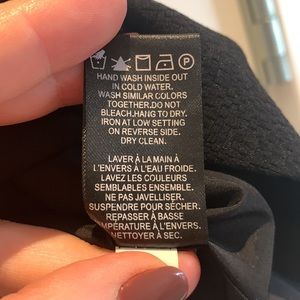 HAND WASH INSIDE OUT
IN COLD WATER.
WASH SIMILAR COLORS
TOGETHER.DO NOT
BLEACH.HANG TO DRY.
IRON AT LOW SETTING
ON REVERSE SIDE.
DRY CLEAN.
LAVER À LA MAIN À
L'ENVERS À L'EAU FROIDE.
LAVEZ LES COULEURS
SEMBLABLES ENSEMBLE.
NE PAS JAVELLISER.
SUSPENDRE POUR SÉCHER.
REPASSER À BASSE
TEMPÉRATURE À L'ENVERS.
NETTOYER À SEC.